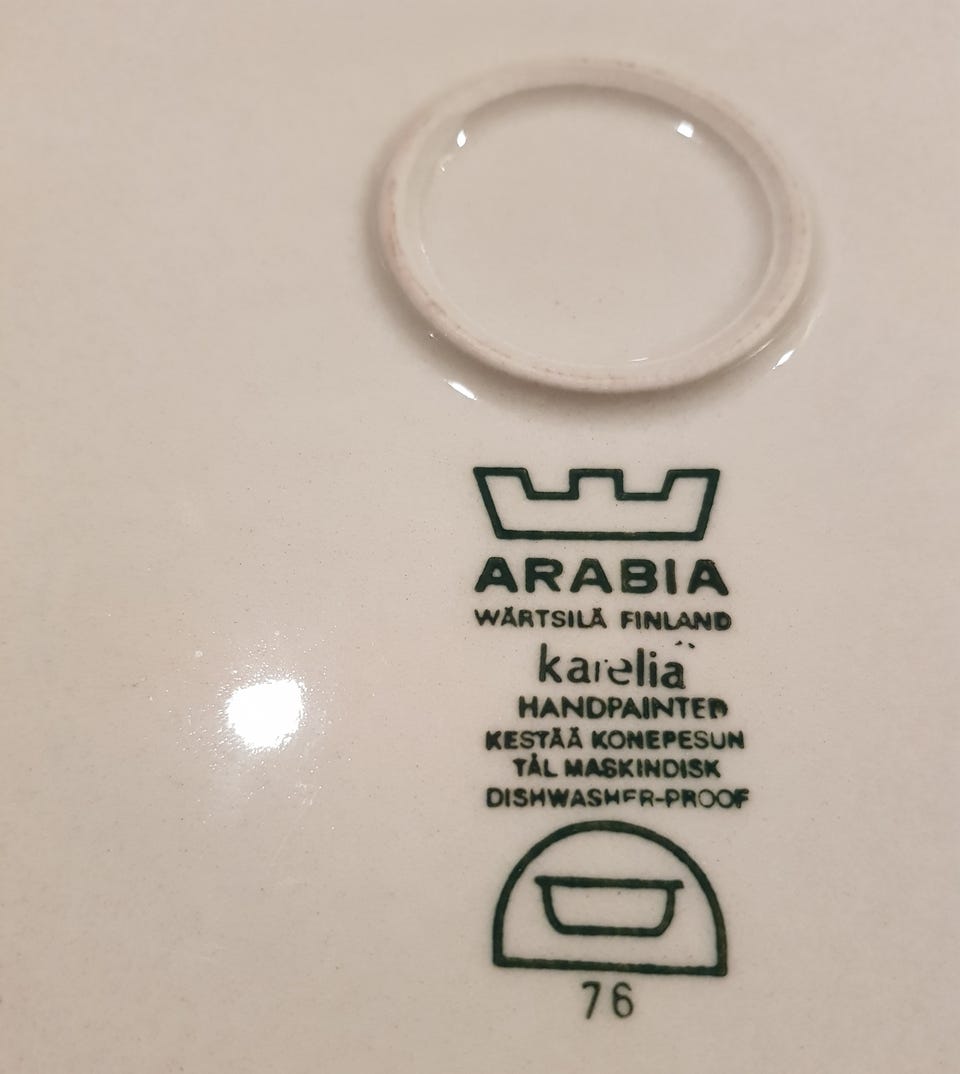 ARABIA
WÄRTSILÄ FINLAND
karelia
HANDPAINTED
KESTÄÄ KONEPESUN
TÅL MASKINDISK
DISHWASHER-PROOF
76